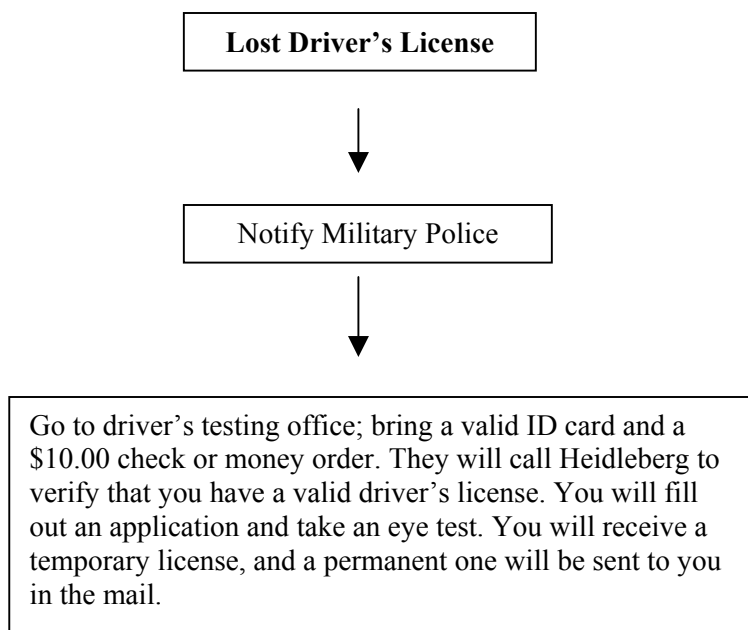 Lost Driver’s License
Notify Military Police
Go to driver’s testing office; bring a valid ID card and a
$10.00 check or money order. They will call Heidleberg to
verify that you have a valid driver’s license. You will fill
out an application and take an eye test. You will receive a
temporary license, and a permanent one will be sent to you
in the mail.